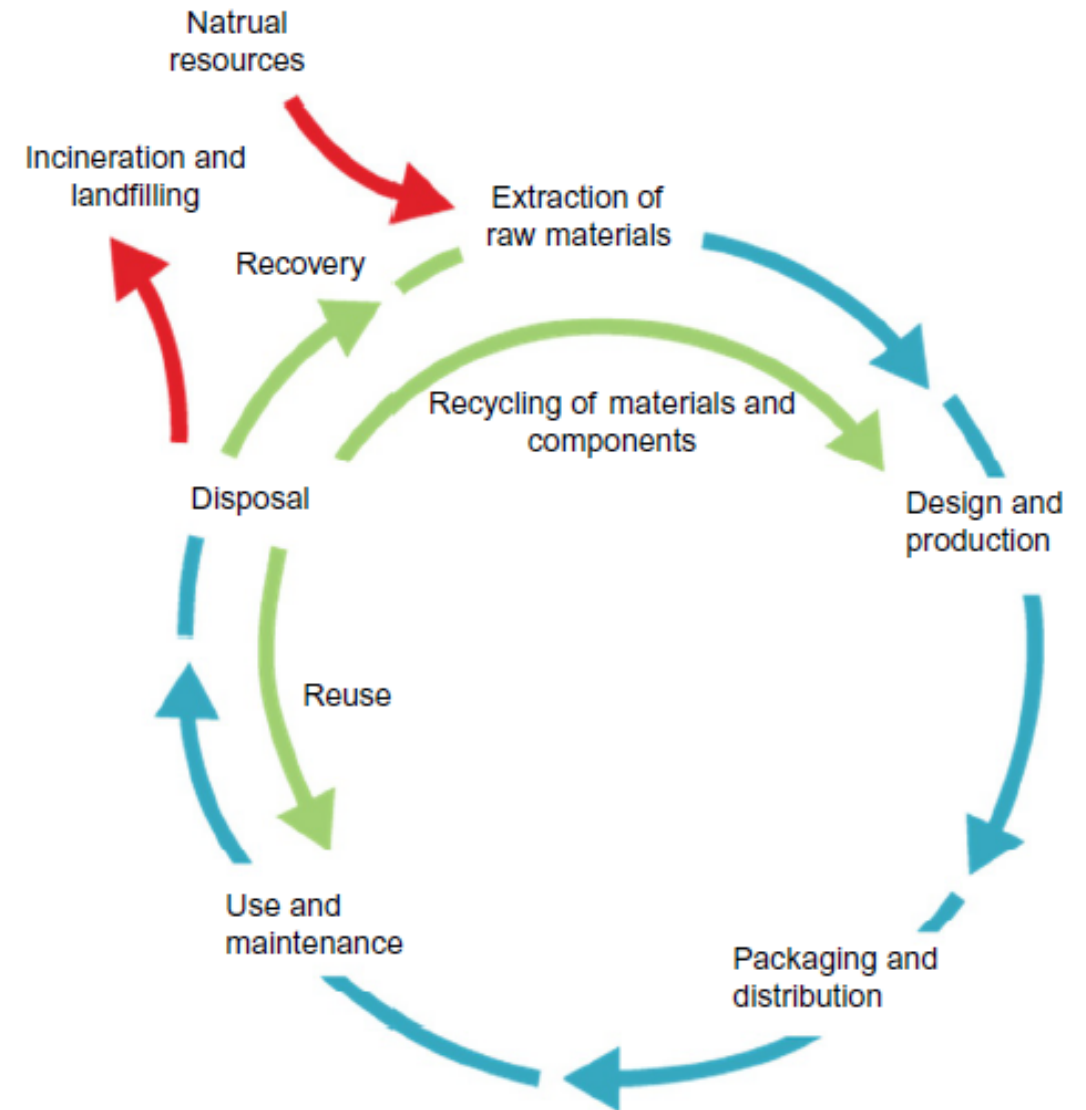 Natrual
resources
Incineration and
landfilling
Extraction of
raw materials
Recovery
Recycling of materials and
components
Disposal
Design and
production
Reuse
Use and
maintenance
Packaging and
distribution